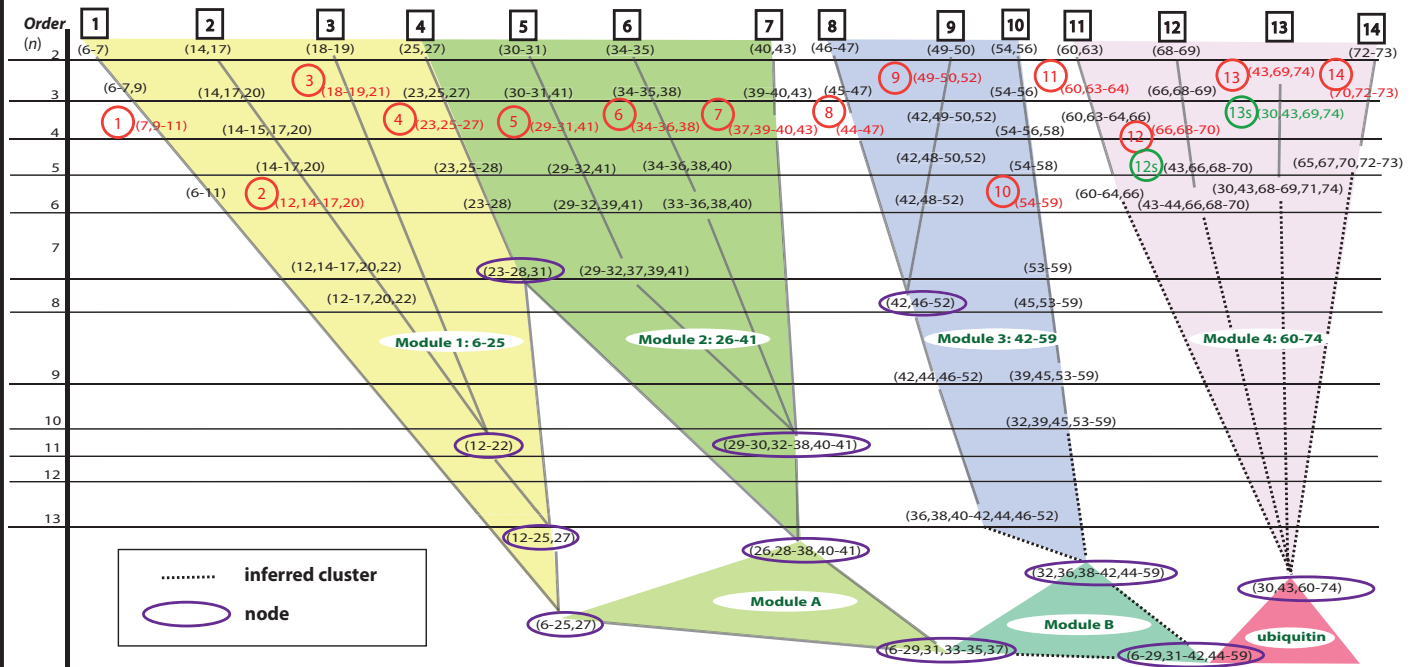 Order 1 2 3 4 5 6 7 8 9 10 11 12 13 14
(n) (6-7) (14,17) (18-19) (25,27) (30-31) (34-35) (40,43) (46-47) (49-50) (54,56) (60,63) (68-69) (72-73)
2
3 9 (49-50,52) 11 13 (43,69,74) 14
(6-7,9) (14,17,20) (18-19,21) (23,25,27) (30-31,41) (34-35,38) (39-40,43) (45-47) (54-56) (60,63-64) (66,68-69) (70,72-73)
3
1 (7,9-11) 4 (23,25-27) 5 (29-31,41) 6 (34-36,38) 7 (37,39-40,43) 8 (44-47) (42,49-50,52) (60,63-64,66) 13s (30,43,69,74)
(14-15,17,20) (54-56,58) 12 (66,68-70)
4
(14-17,20) (23,25-28) (29-32,41) (34-36,38,40) (42,48-50,52) (54-58) 12s (43,66,68-70) (65,67,70,72-73)
5
(6-11) 2 (12,14-17,20) (23-28) (29-32,39,41) (33-36,38,40) (42,48-52) 10 (54-59) (60-64,66) (43-44,66,68-70) (30,43,68-69,71,74)
6
7
(12,14-17,20,22) (23-28,31) (29-32,37,39,41) (53-59)
8
(12-17,20,22) (42,46-52) (45,53-59)
Module 1: 6-25 Module 2: 26-41 Module 3: 42-59 Module 4: 60-74
9
(42,44,46-52) (39,45,53-59)
10
(32,39,45,53-59)
11
(12-22) (29-30,32-38,40-41)
12
13
(36,38,40-42,44,46-52)
(12-25,27) (26,28-38,40-41)
inferred cluster
(32,36,38-42,44-59) (30,43,60-74)
node
Module A
(6-25,27) Module B ubiquitin
(6-29,31,33-35,37) (6-29,31-42,44-59)